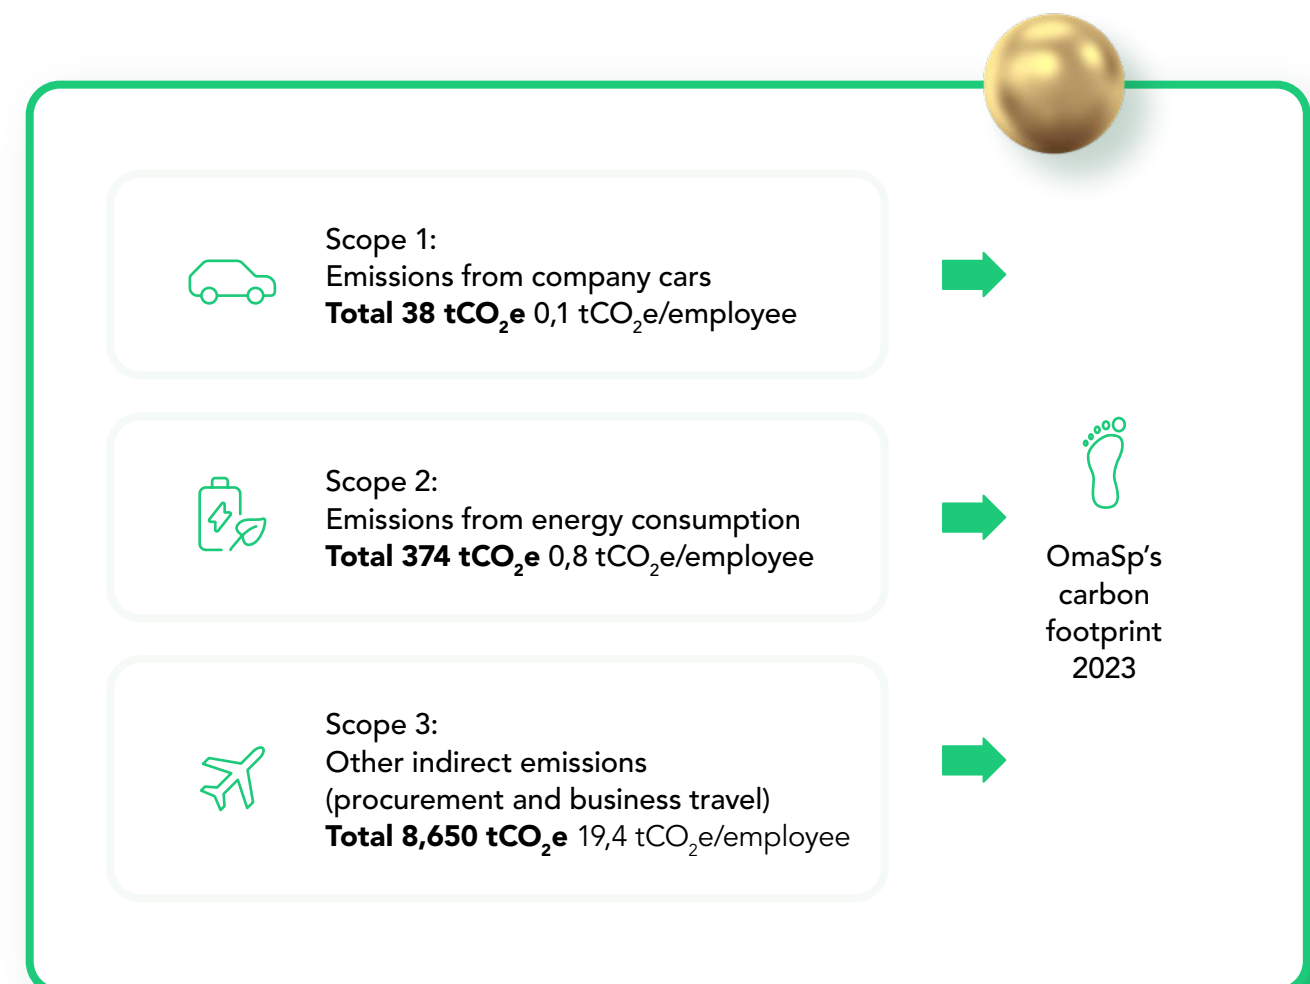 Scope 1:
Emissions from company cars
Total 38 tCO₂e 0,1 tCO₂e/employee
Scope 2:
Emissions from energy consumption
Total 374 tCO₂e 0,8 tCO₂e/employee
Scope 3:
Other indirect emissions
(procurement and business travel)
Total 8,650 tCO₂e 19,4 tCO₂e/employee
OmaSp’s
carbon
footprint
2023